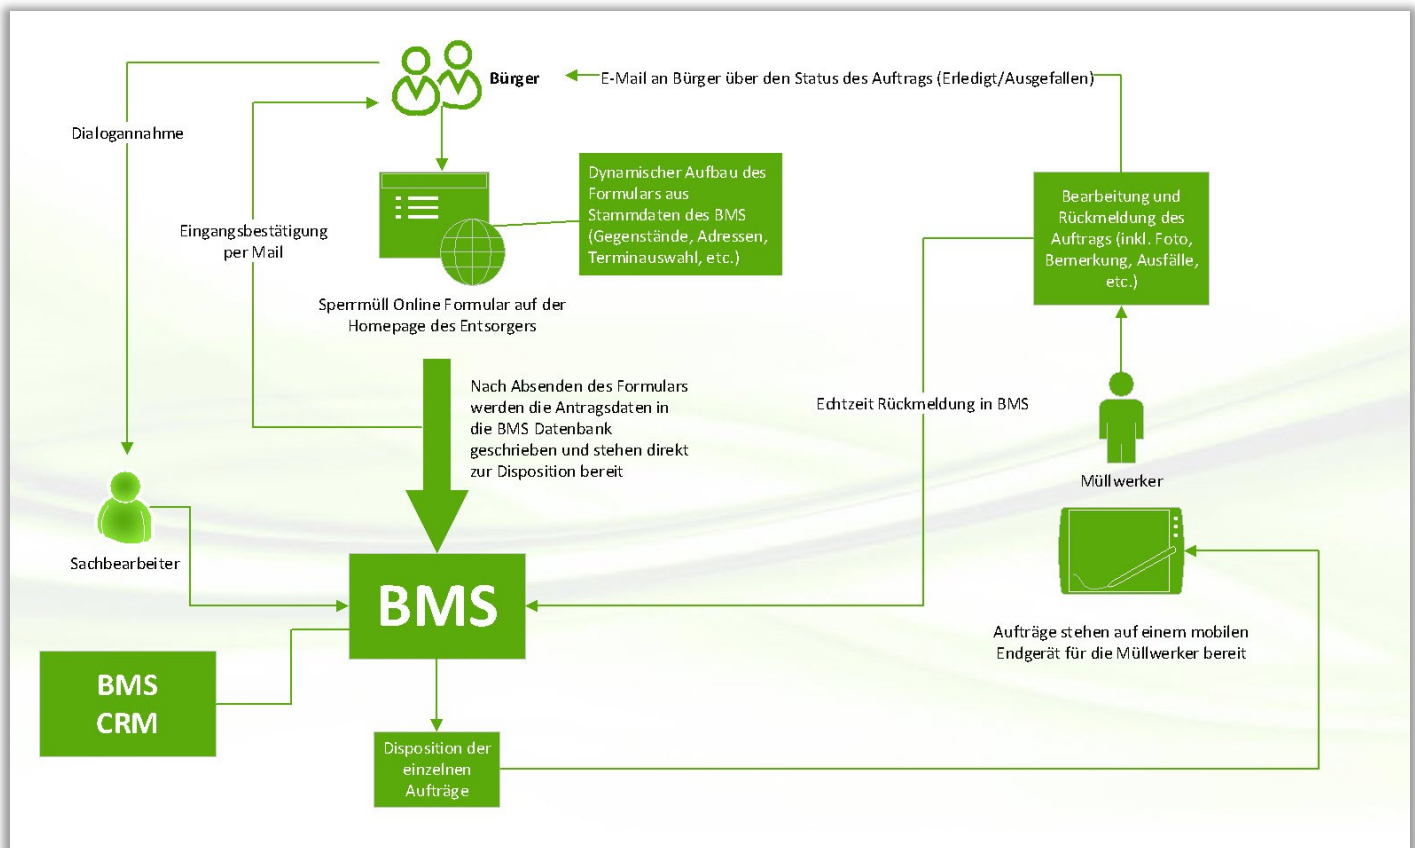 Bürger
E-Mail an Bürger über den Status des Auftrags (Erledigt/Ausgefallen)
Dialogannahme
Dynamischer Aufbau des
Formulars aus
Stammdaten des BMS
(Gegenstände, Adressen,
Terminauswahl, etc.)
Bearbeitung und
Rückmeldung des
Auftrags (inkl. Foto,
Bemerkung, Ausfälle,
etc.)
Eingangsbestätigung
per Mail
Sperrmüll Online Formular auf der
Homepage des Entsorgers
Nach Absenden des Formulars
werden die Antragsdaten in
die BMS Datenbank
geschrieben und stehen direkt
zur Disposition bereit
Echtzeit Rückmeldung in BMS
Müllwerker
Sachbearbeiter
BMS
Aufträge stehen auf einem mobilen
Endgerät für die Müllwerker bereit
BMS
CRM
Disposition der
einzelnen
Aufträge